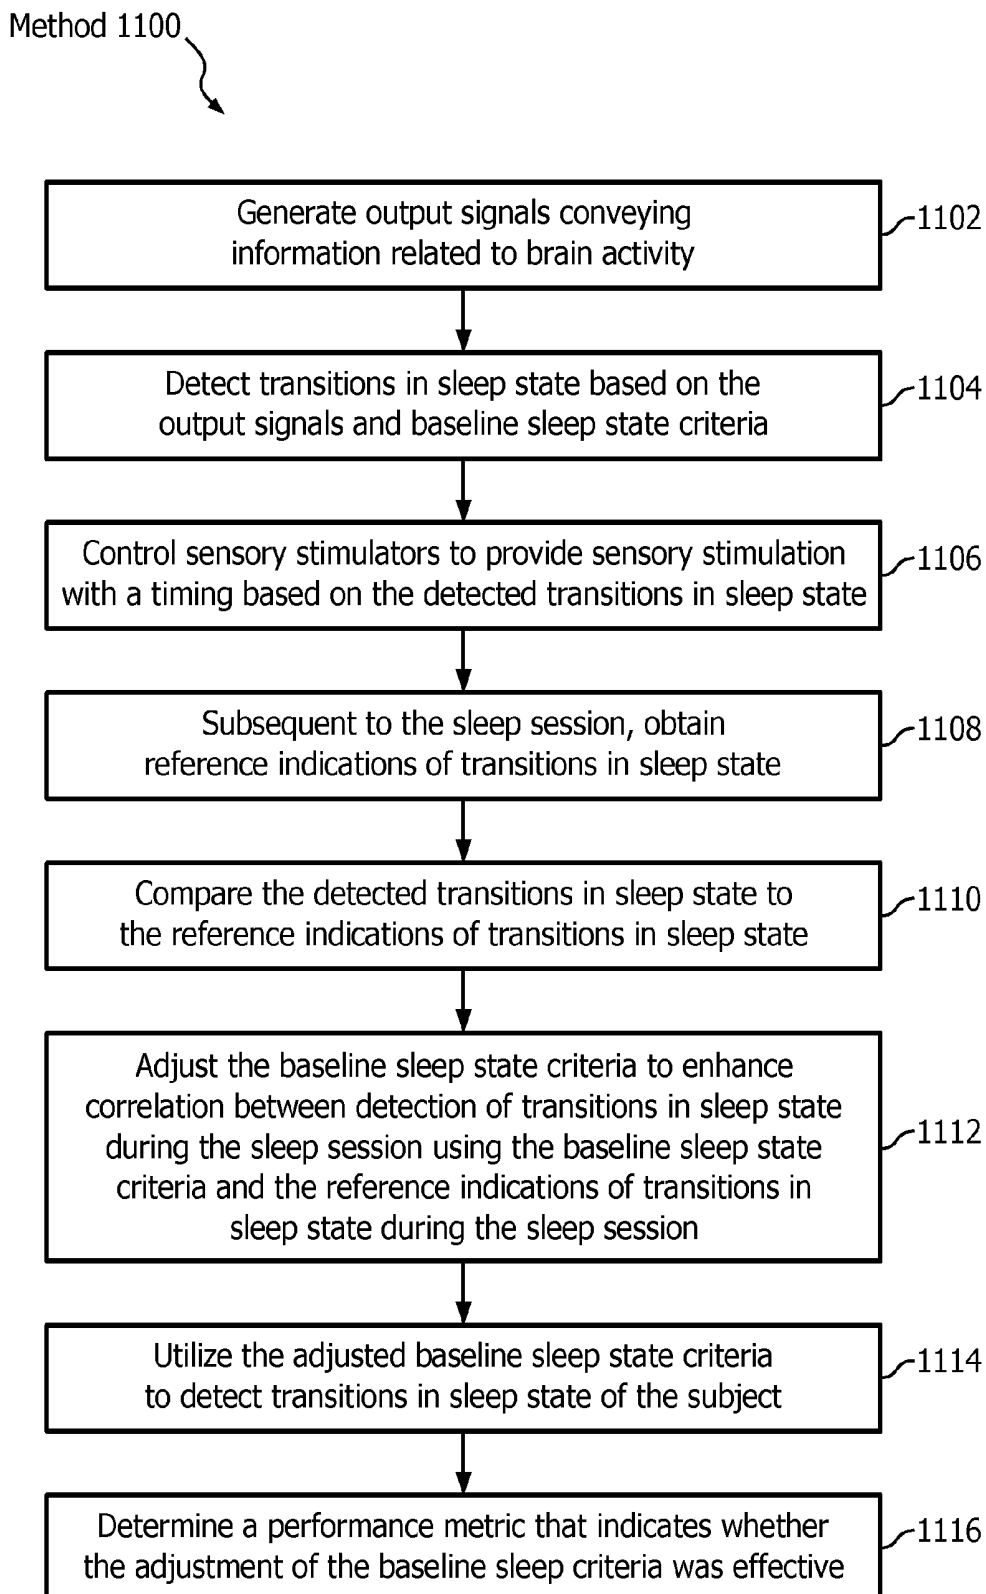 Method 1100
Generate output signals conveying
information related to brain activity
1102
Detect transitions in sleep state based on the
output signals and baseline sleep state criteria
1104
Control sensory stimulators to provide sensory stimulation
with a timing based on the detected transitions in sleep state
1106
Subsequent to the sleep session, obtain
reference indications of transitions in sleep state
1108
Compare the detected transitions in sleep state to
the reference indications of transitions in sleep state
1110
Adjust the baseline sleep state criteria to enhance
correlation between detection of transitions in sleep state
during the sleep session using the baseline sleep state
criteria and the reference indications of transitions in
sleep state during the sleep session
1112
Utilize the adjusted baseline sleep state criteria
to detect transitions in sleep state of the subject
1114
Determine a performance metric that indicates whether
the adjustment of the baseline sleep criteria was effective
1116